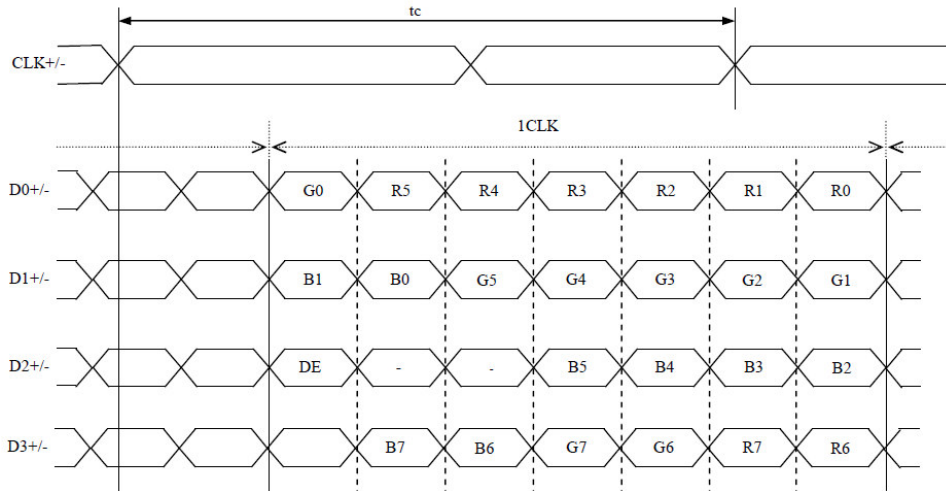 tc
CLK+/-
1CLK
D0+/- G0 R5 R4 R3 R2 R1 R0
D1+/- B1 B0 G5 G4 G3 G2 G1
D2+/- DE - - B5 B4 B3 B2
D3+/- B7 B6 G7 G6 R7 R6